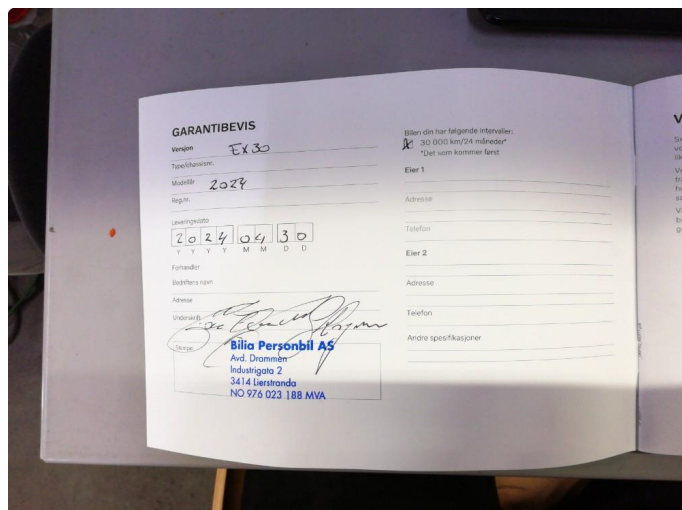 GARANTIBEVIS
Versjon EX30
Type/chassisnr.
Modellår 2024
Reg.nr.
Leveringsdato
2 0 2 4 0 4 3 0
Y Y Y Y M M D D
Forhandler
Bedriftens navn
Adresse
Underskrift
Stempel
Bilia Personbil AS
Avd. Drammen
Industrigata 2
3414 Lierstranda
NO 976 023 188 MVA
Bilen din har følgende intervaller:
30 000 km/24 måneder*
*Det som kommer først
Eier 1
Adresse
Telefon
Eier 2
Adresse
Telefon
Andre spesifikasjoner
V